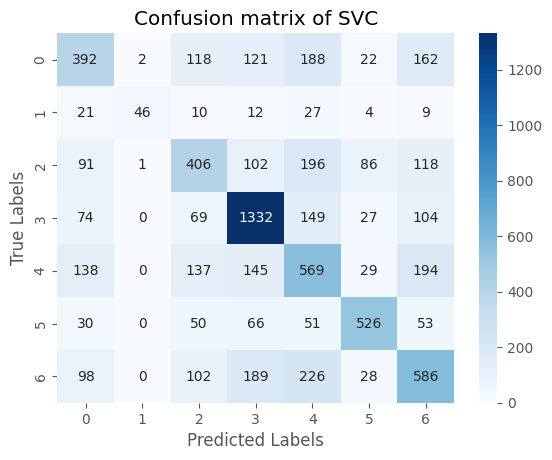 Confusion matrix of SVC
True Labels
0 392 2 118 121 188 22 162
1 21 46 10 12 27 4 9
2 91 1 406 102 196 86 118
3 74 0 69 1332 149 27 104
4 138 0 137 145 569 29 194
5 30 0 50 66 51 526 53
6 98 0 102 189 226 28 586
0 1 2 3 4 5 6
Predicted Labels
1200
1000
800
600
400
200
0